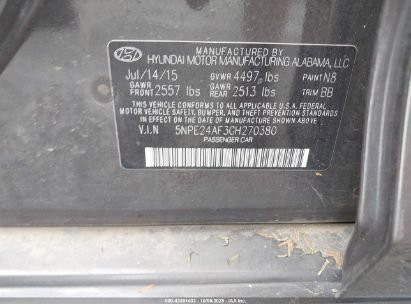 MANUFACTURED BY
HYUNDAI MOTOR MANUFACTURING ALABAMA, LLC
Jul/14/15 GVWR 4497 lbs PAINT N8
GAWR FRONT 2557 lbs GAWR REAR 2513 lbs TRIM BB
THIS VEHICLE CONFORMS TO ALL APPLICABLE U.S. FEDERAL
MOTOR VEHICLE SAFETY, BUMPER, AND THEFT PREVENTION
STANDARDS IN EFFECT ON THE DATE OF MANUFACTURE SHOWN ABOVE.
V.I.N 5NPE24AF3GH270380
PASSENGER CAR